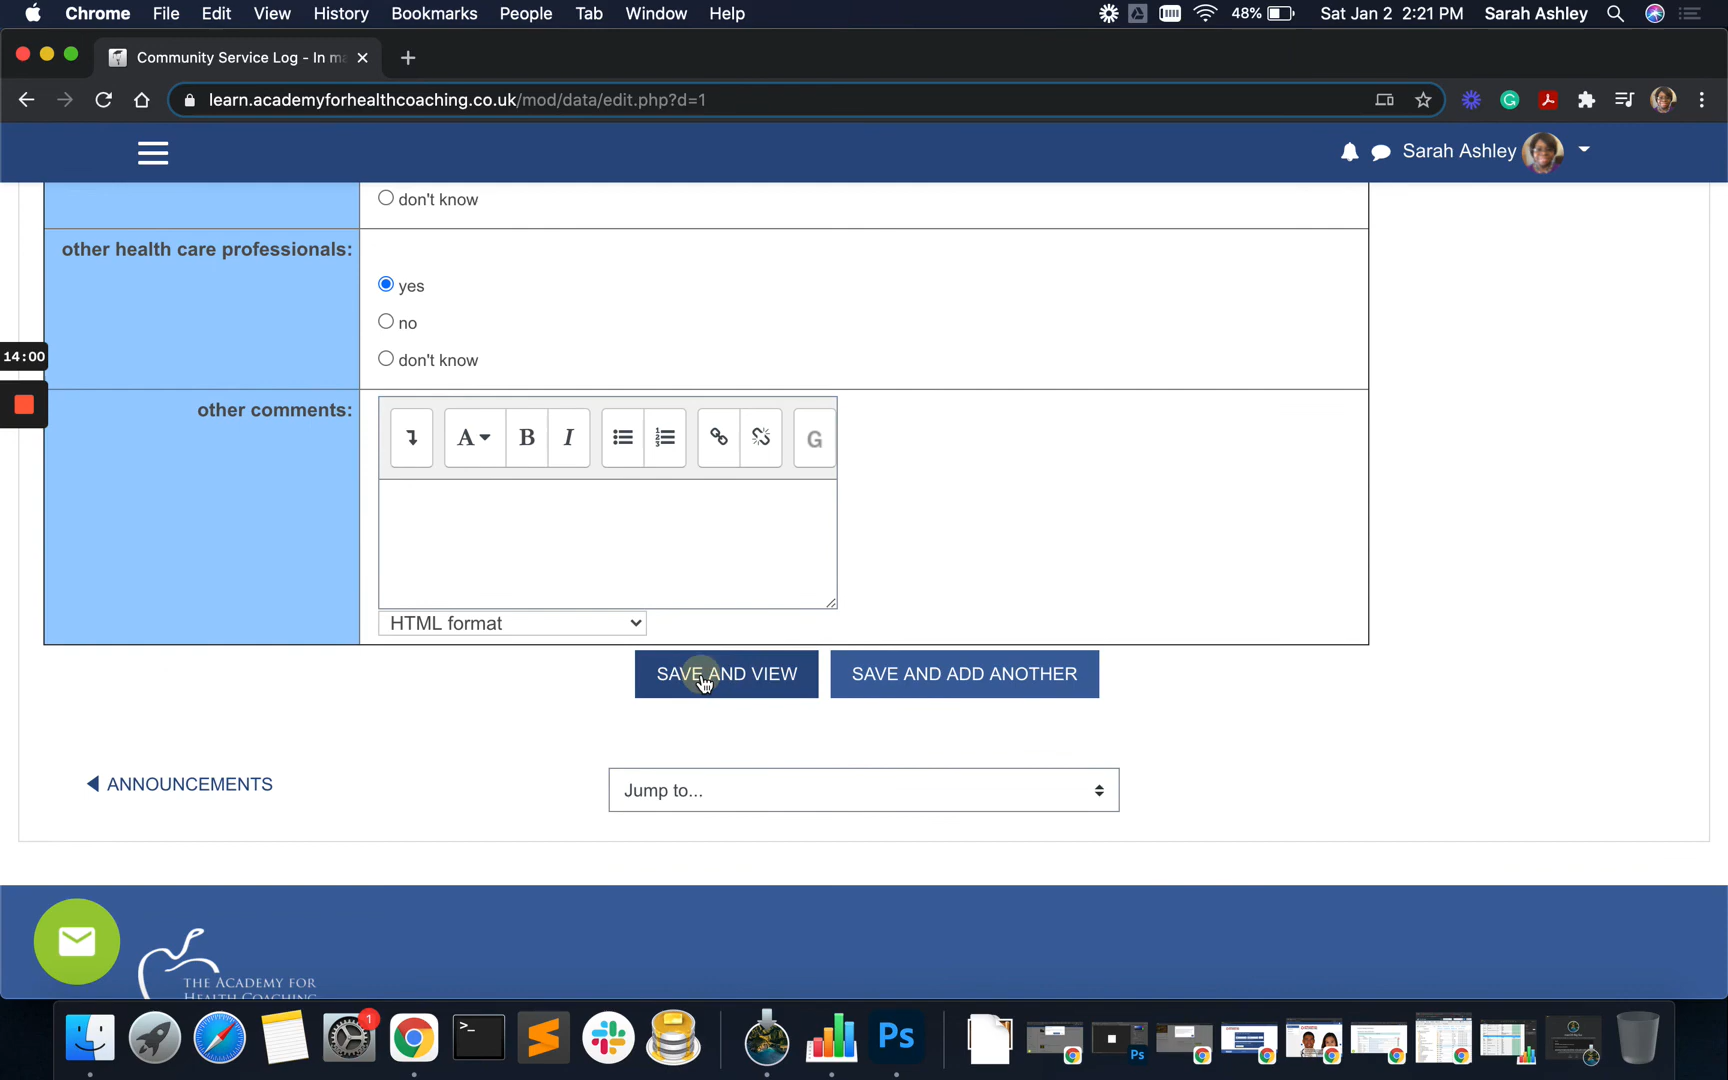 Chrome File Edit View History Bookmarks People Tab Window Help 48% Sat Jan 2 2:21 PM Sarah Ashley
Community Service Log - In ma
learn.academyforhealthcoaching.co.uk/mod/data/edit.php?d=1
Sarah Ashley
don't know
other health care professionals:
yes
no
don't know
14:00
other comments:
A B I G
HTML format
SAVE AND VIEW SAVE AND ADD ANOTHER
ANNOUNCEMENTS
Jump to...
THE ACADEMY FOR
HEALTH COACHING
1
Ps